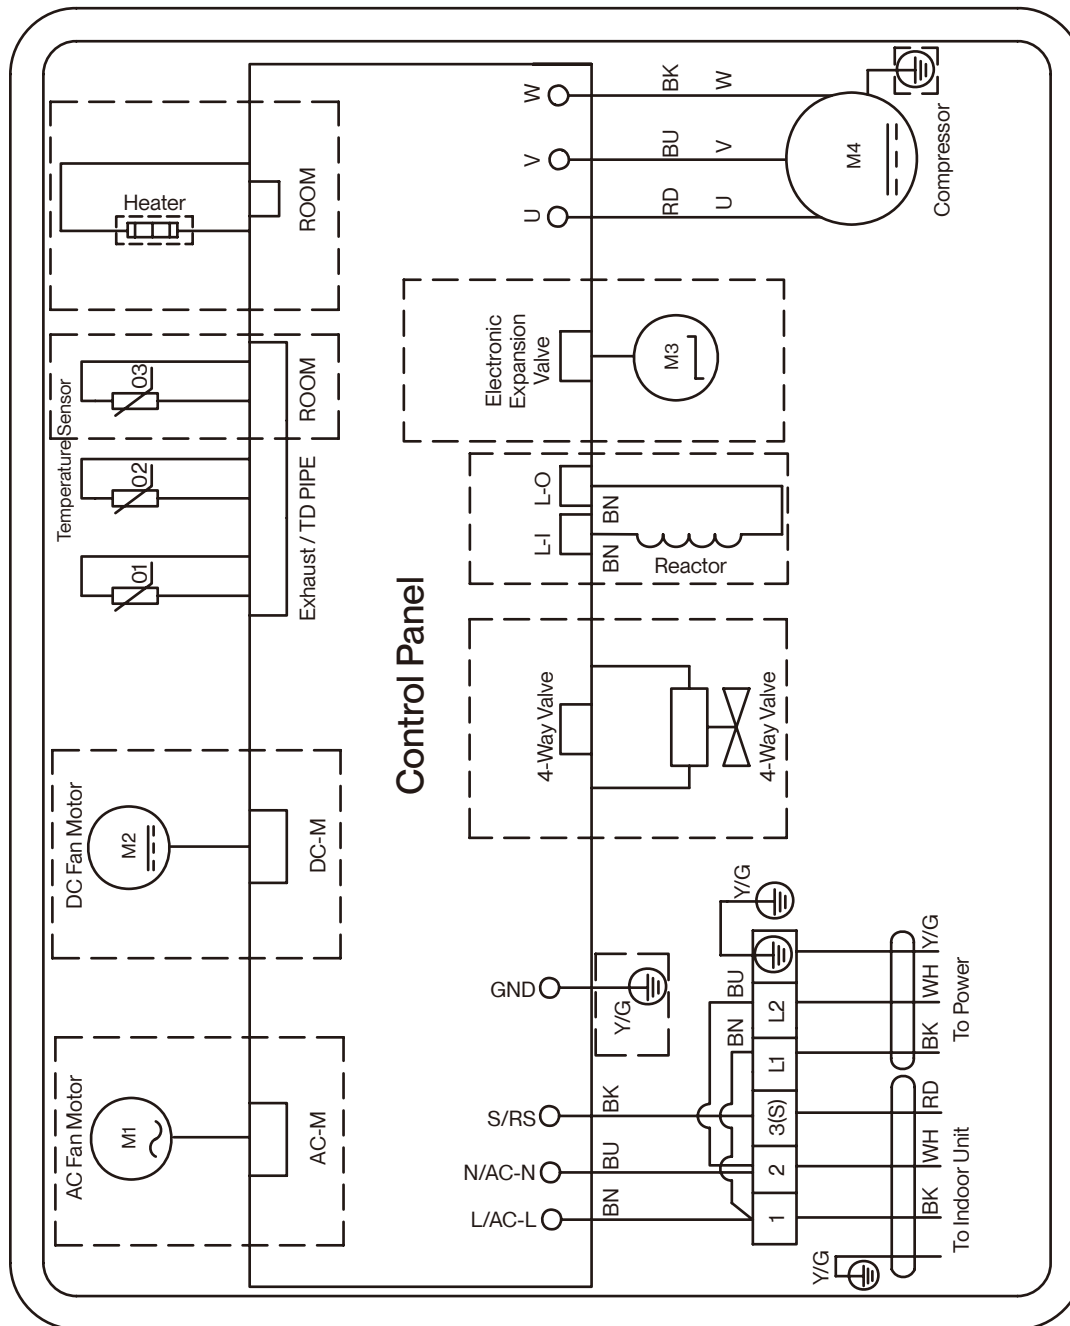 Heater
ROOM
Temperature Sensor
03
ROOM
02
01
Exhaust / TD PIPE
DC Fan Motor
M2
DC-M
AC Fan Motor
M1
AC-M
Control Panel
W
BK
W
V
BU
V
U
RD
U
M4
Compressor
Electronic
Expansion
Valve
M3
L-O
BN
L-I
BN
Reactor
4-Way Valve
4-Way Valve
GND
Y/G
S/RS
BK
N/AC-N
BU
L/AC-L
BN
Y/G
BU
BN
L2
L1
3(S)
2
1
Y/G
WH
BK
To Power
RD
WH
BK
To Indoor Unit
Y/G